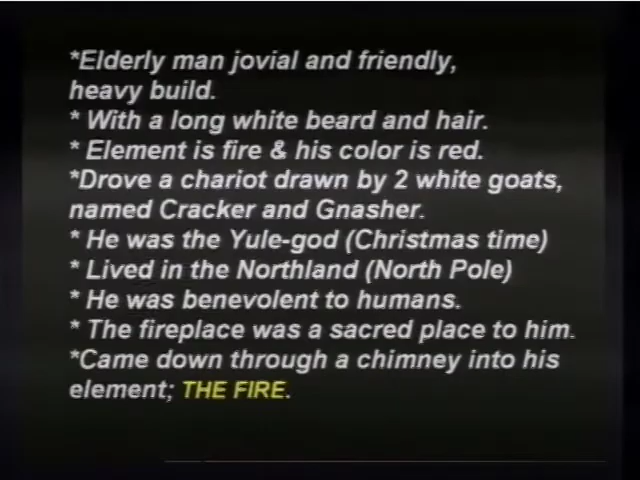 *Elderly man jovial and friendly,
heavy build.
* With a long white beard and hair.
* Element is fire & his color is red.
*Drove a chariot drawn by 2 white goats,
named Cracker and Gnasher.
* He was the Yule-god (Christmas time)
* Lived in the Northland (North Pole)
* He was benevolent to humans.
* The fireplace was a sacred place to him.
*Came down through a chimney into his
element; THE FIRE.